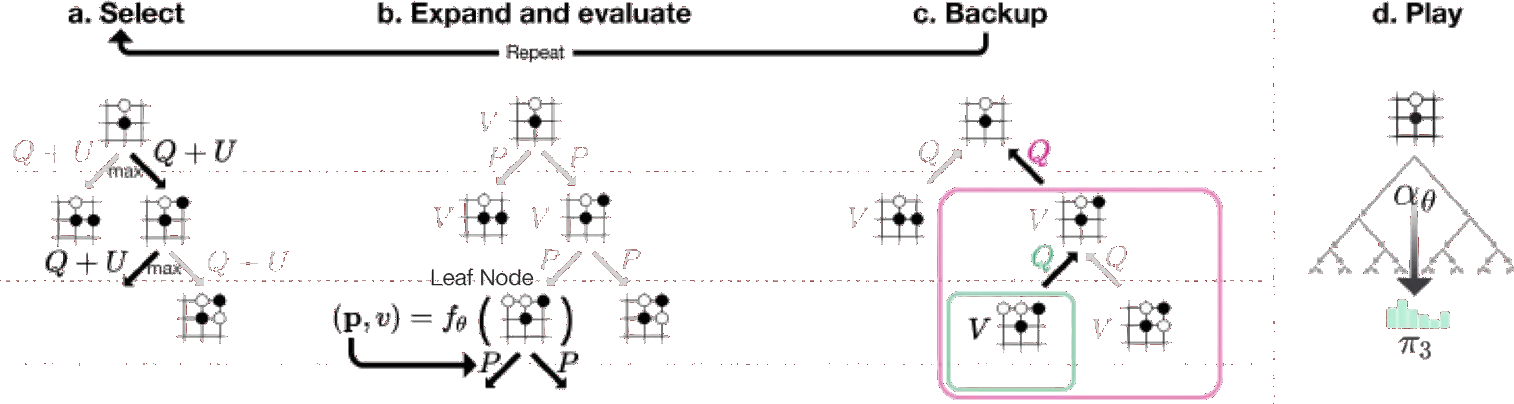 a. Select
b. Expand and evaluate
c. Backup
d. Play
Repeat
Q + U
max
Q + U
Q + U
max
Q + U
V
P
P
V
V
P
P
Leaf Node
(p, v) = fθ ( )
P
P
Q
Q
V
V
Q
Q
V
V
αθ
π3